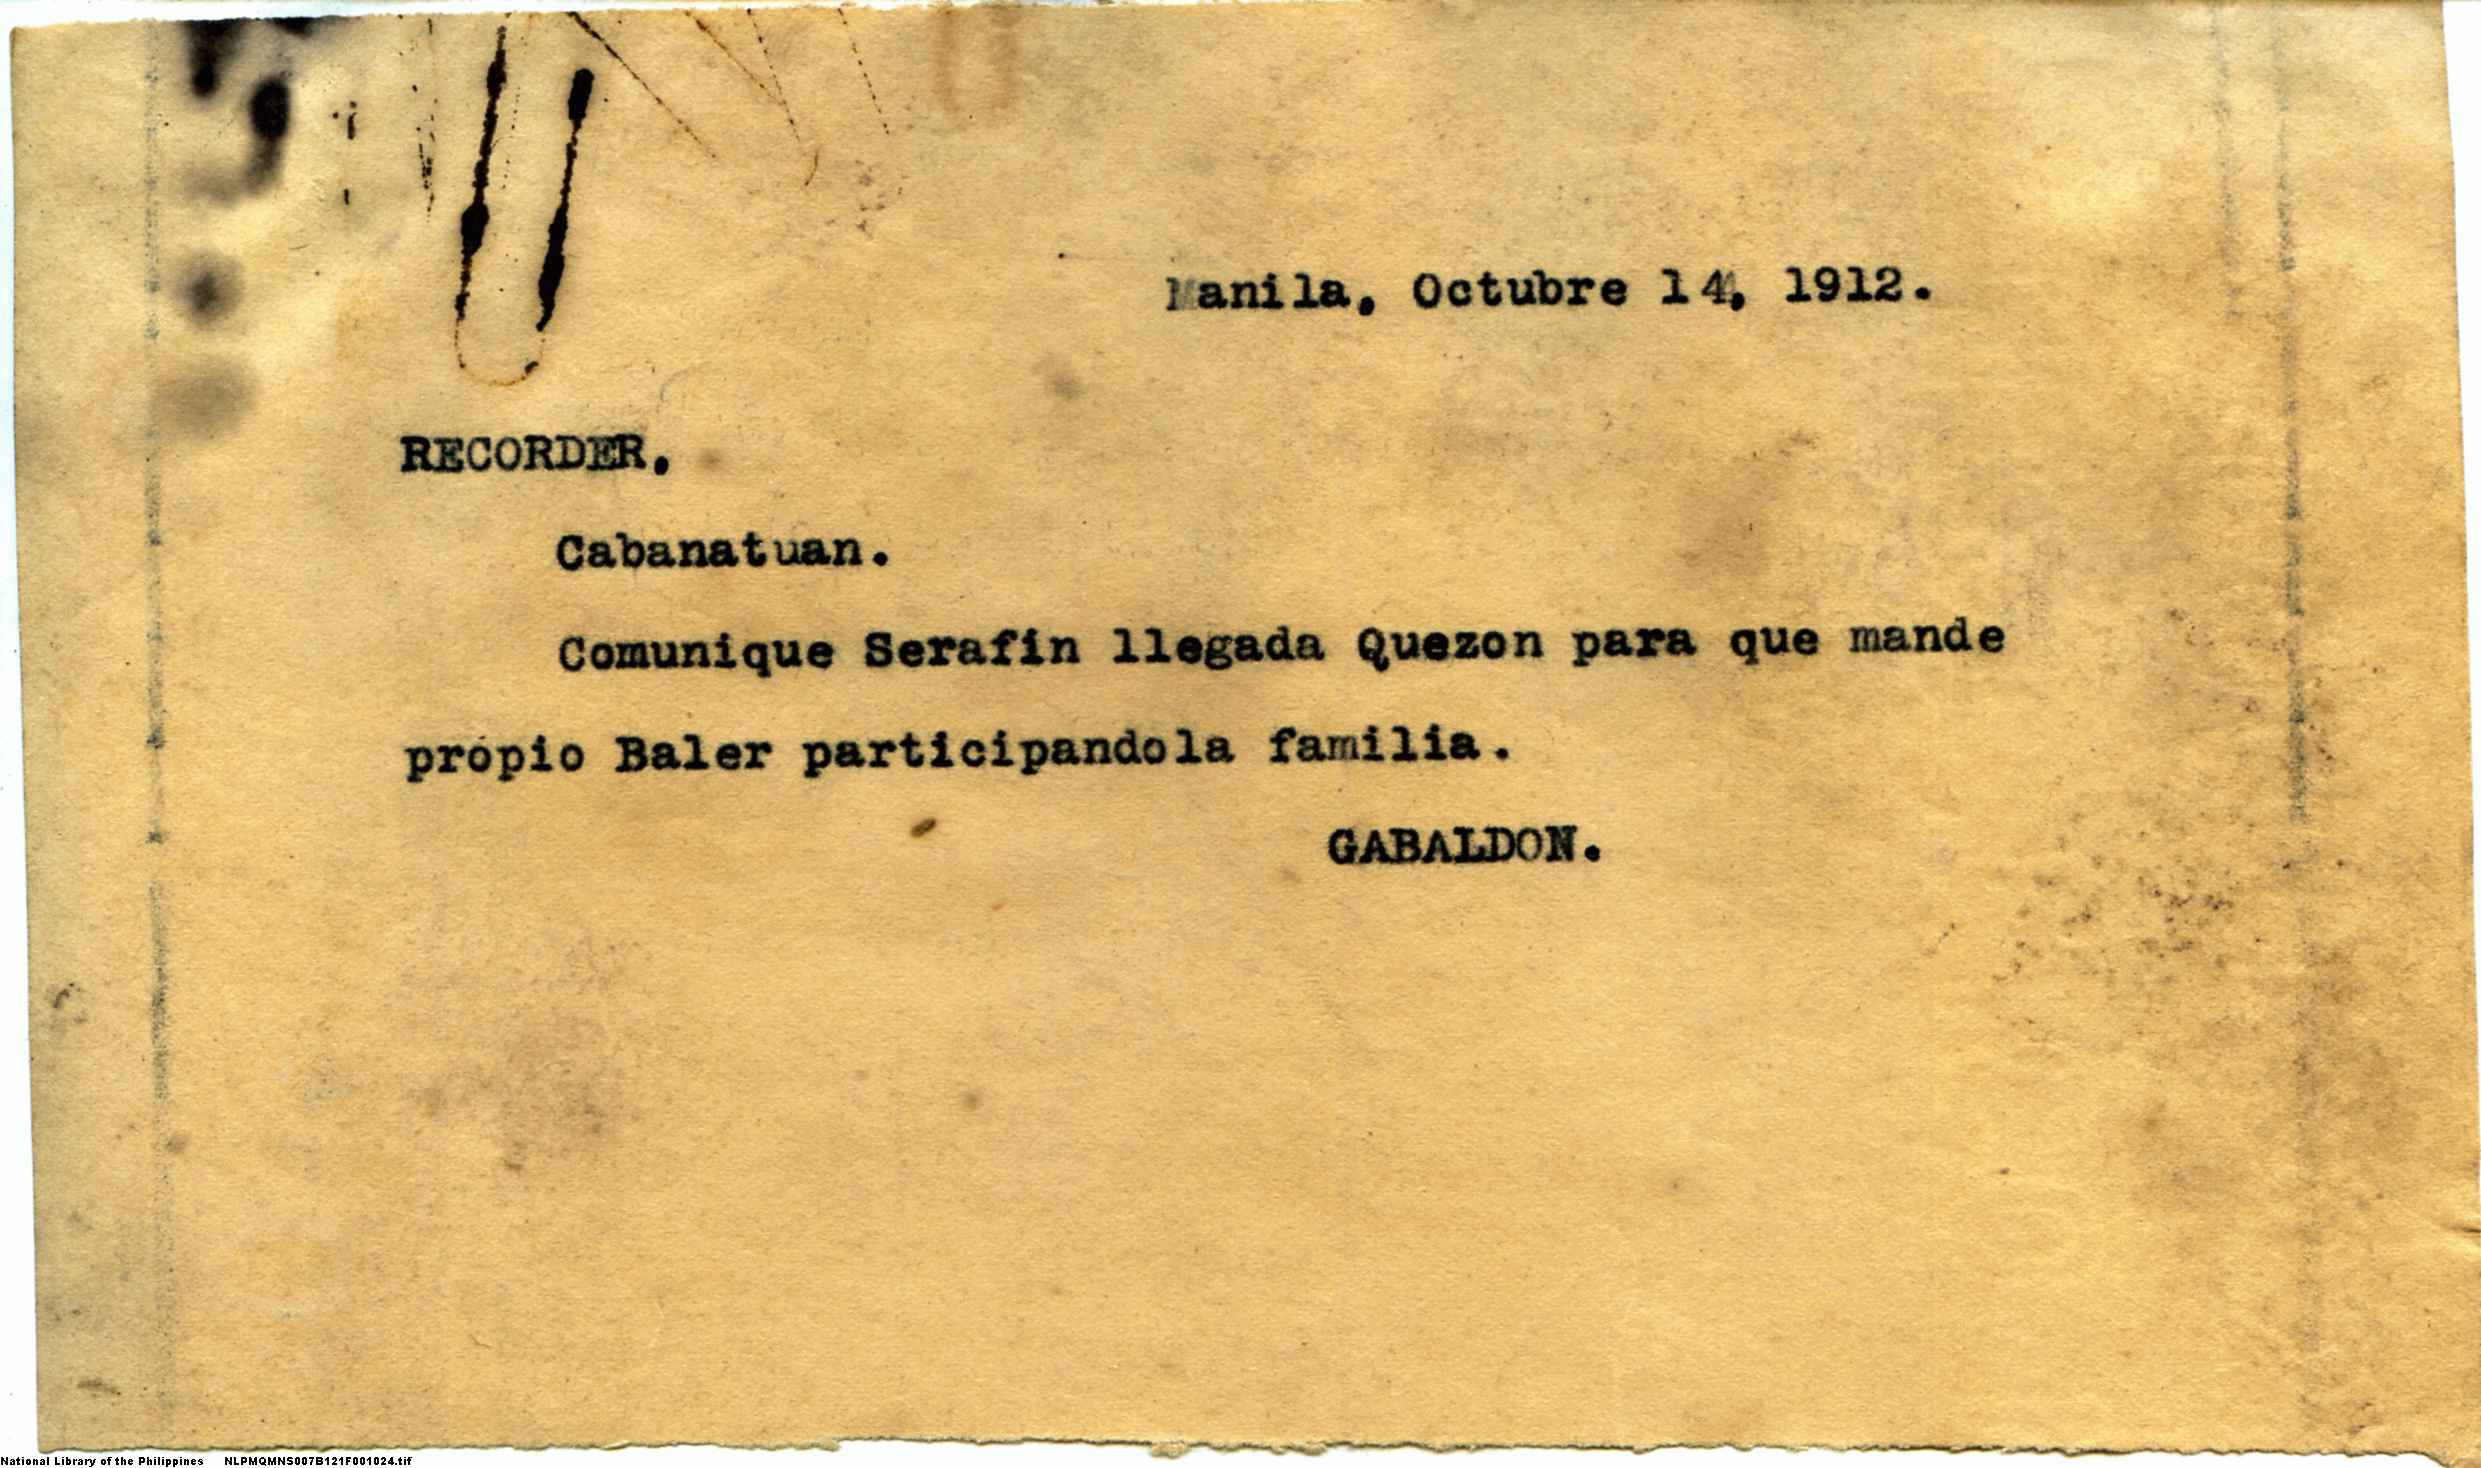 Manila, Octubre 14, 1912.
RECORDER.
Cabanatuan.
Comunique Serafin llegada Quezon para que mande
propio Baler participandola familia.
GABALDON.
National Library of the Philippines NLPMQMNS007B121F001024.tif